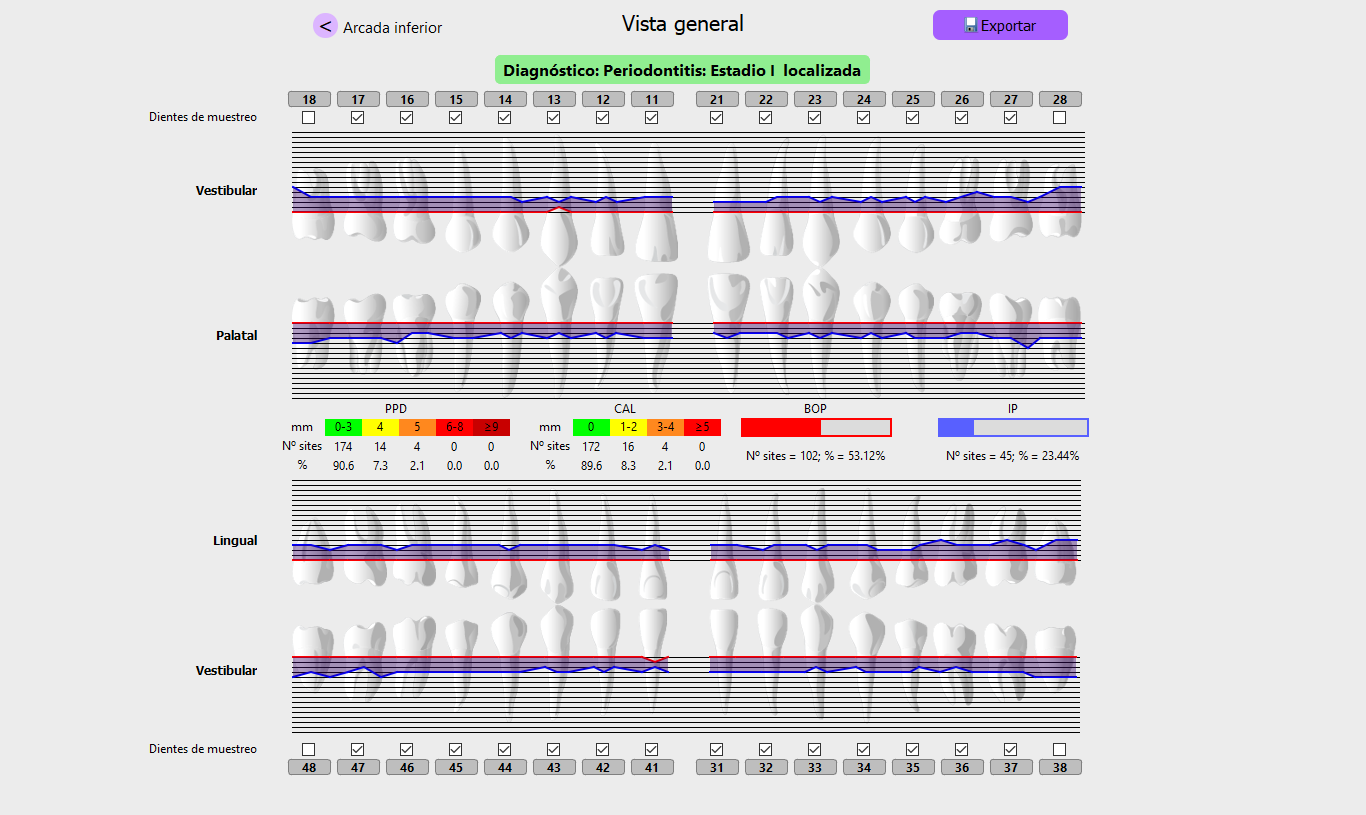 < Arcada inferior
Vista general
Exportar
Diagnóstico: Periodontitis: Estadio I localizada
18 17 16 15 14 13 12 11 21 22 23 24 25 26 27 28
Dientes de muestreo
Vestibular
Palatal
PPD CAL BOP IP
mm 0-3 4 5 6-8 ≥9 mm 0 1-2 3-4 ≥5
Nº sites 174 14 4 0 0 Nº sites 172 16 4 0
Nº sites = 102; % = 53.12% Nº sites = 45; % = 23.44%
% 90.6 7.3 2.1 0.0 0.0 % 89.6 8.3 2.1 0.0
Lingual
Vestibular
Dientes de muestreo
48 47 46 45 44 43 42 41 31 32 33 34 35 36 37 38